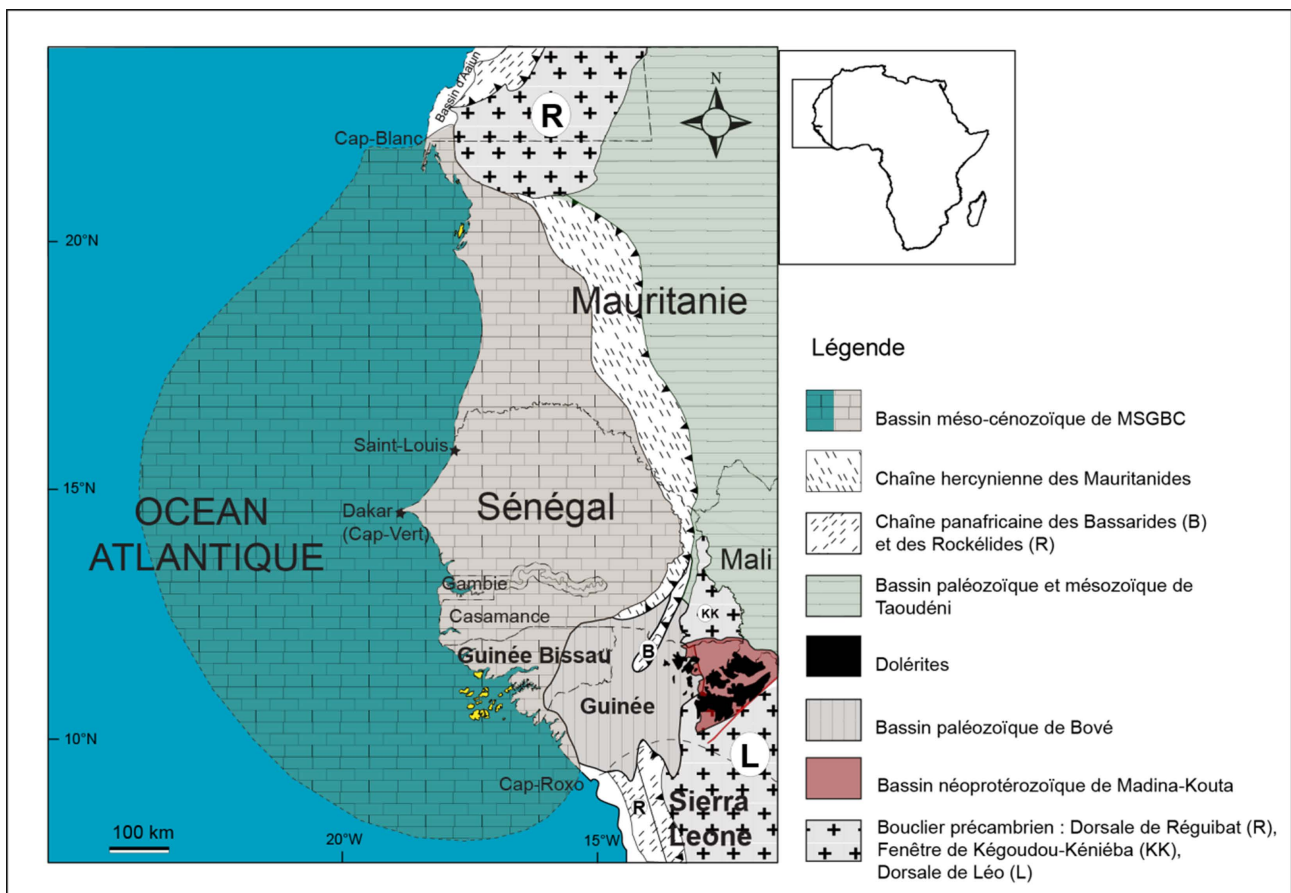 Bassin d'Aaiun
R
N
Cap-Blanc
20°N
Mauritanie
Saint-Louis
15°N
OCEAN
ATLANTIQUE
Dakar
(Cap-Vert)
Sénégal
Mali
Gambie
Casamance
KK
Guinée Bissau
B
Guinée
10°N
L
Cap-Roxo
R
Sierra
Leone
100 km
20°W
15°W
Légende
Bassin méso-cénozoïque de MSGBC
Chaîne hercynienne des Mauritanides
Chaîne panafricaine des Bassarides (B)
et des Rockélides (R)
Bassin paléozoïque et mésozoïque de
Taoudéni
Dolérites
Bassin paléozoïque de Bové
Bassin néoprotérozoïque de Madina-Kouta
Bouclier précambrien : Dorsale de Réguibat (R),
Fenêtre de Kégoudou-Kéniéba (KK),
Dorsale de Léo (L)